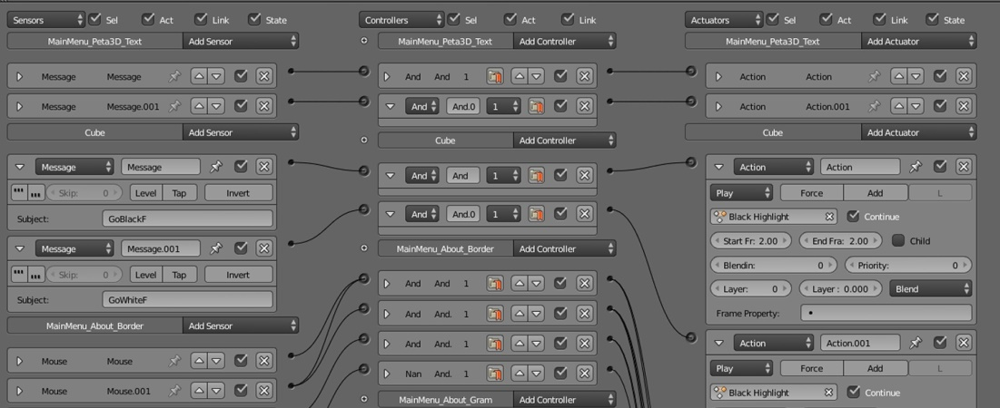 Sensors Sel Act Link State Controllers Sel Act Link Actuators Sel Act Link State
MainMenu_Peta3D_Text Add Sensor MainMenu_Peta3D_Text Add Controller MainMenu_Peta3D_Text Add Actuator
Message Message And And 1 Action Action
Message Message.001 And And.0 1 Action Action.001
Cube Add Sensor Cube Add Controller Cube Add Actuator
Message Message And And 1 Action Action
Skip: 0 Level Tap Invert Play Force Add L
Subject: GoBlackF And And.0 1 Black Highlight Continue
Message Message.001 MainMenu_About_Border Add Controller Start Fr: 2.00 End Fra: 2.00 Child
Skip: 0 Level Tap Invert And And 1 Blendin: 0 Priority: 0
Subject: GoWhiteF And And. 1 Layer: 0 Layer : 0.000 Blend
MainMenu_About_Border Add Sensor Frame Property:
And And. 1 Action Action.001
Mouse Mouse Nan And. 1 Play Force Add L
Mouse Mouse.001 MainMenu_About_Gram Add Controller Black Highlight Continue